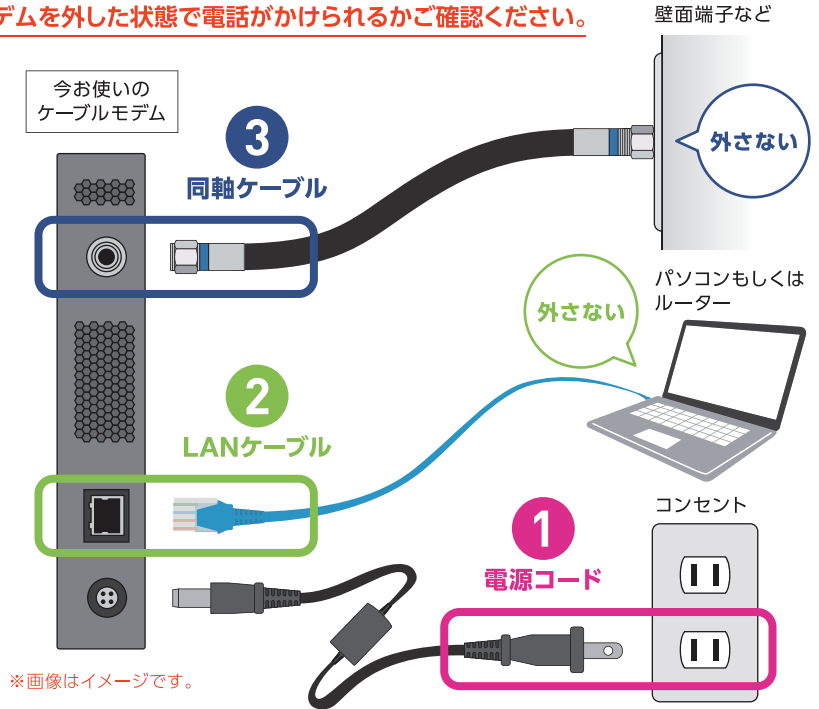 デムを外した状態で電話がかけられるかご確認ください。
壁面端子など
今お使いの
ケーブルモデム
3
同軸ケーブル
外さない
パソコンもしくは
ルーター
外さない
2
LANケーブル
コンセント
1
電源コード
※画像はイメージです。